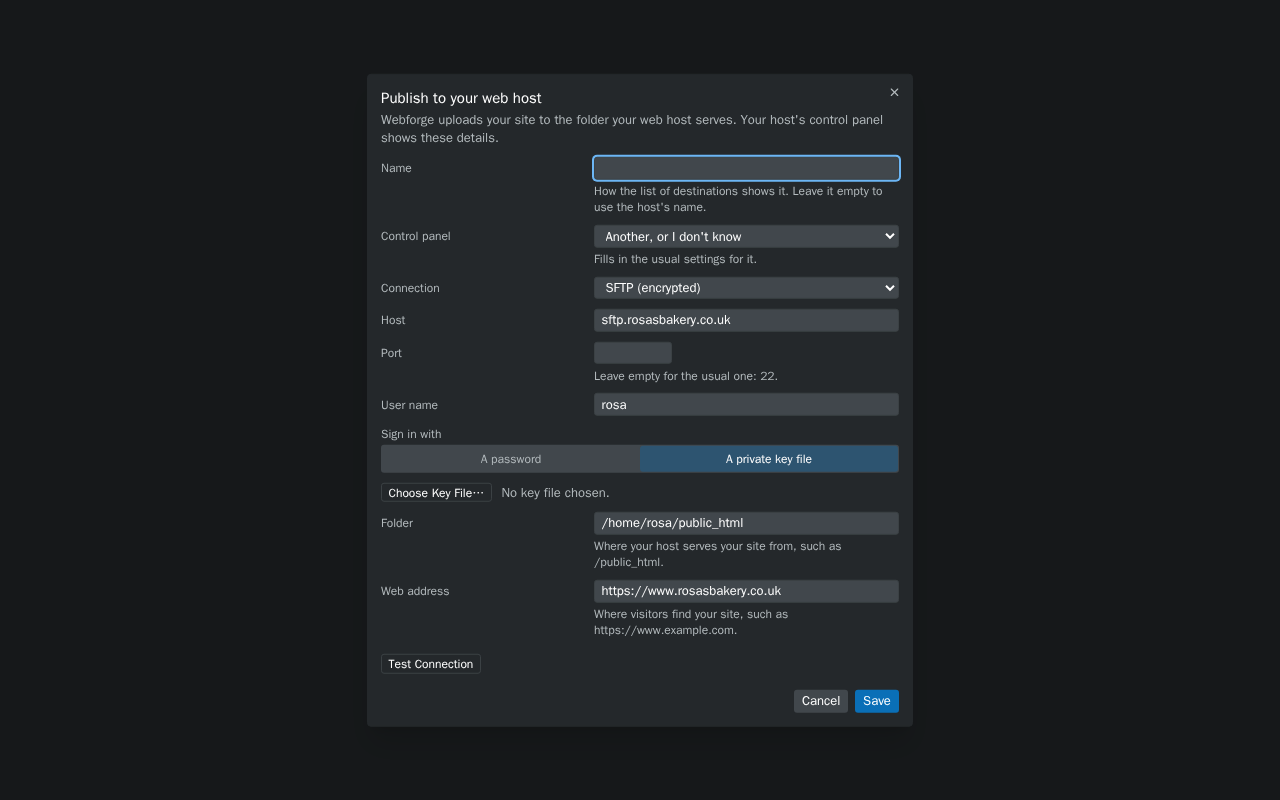 Publish to your web host
×
Webforge uploads your site to the folder your web host serves. Your host's control panel
shows these details.
Name
How the list of destinations shows it. Leave it empty to
use the host's name.
Control panel
Another, or I don't know
Fills in the usual settings for it.
Connection
SFTP (encrypted)
Host
sftp.rosasbakery.co.uk
Port
Leave empty for the usual one: 22.
User name
rosa
Sign in with
A password
A private key file
Choose Key File…
No key file chosen.
Folder
/home/rosa/public_html
Where your host serves your site from, such as
/public_html.
Web address
https://www.rosasbakery.co.uk
Where visitors find your site, such as
https://www.example.com.
Test Connection
Cancel
Save